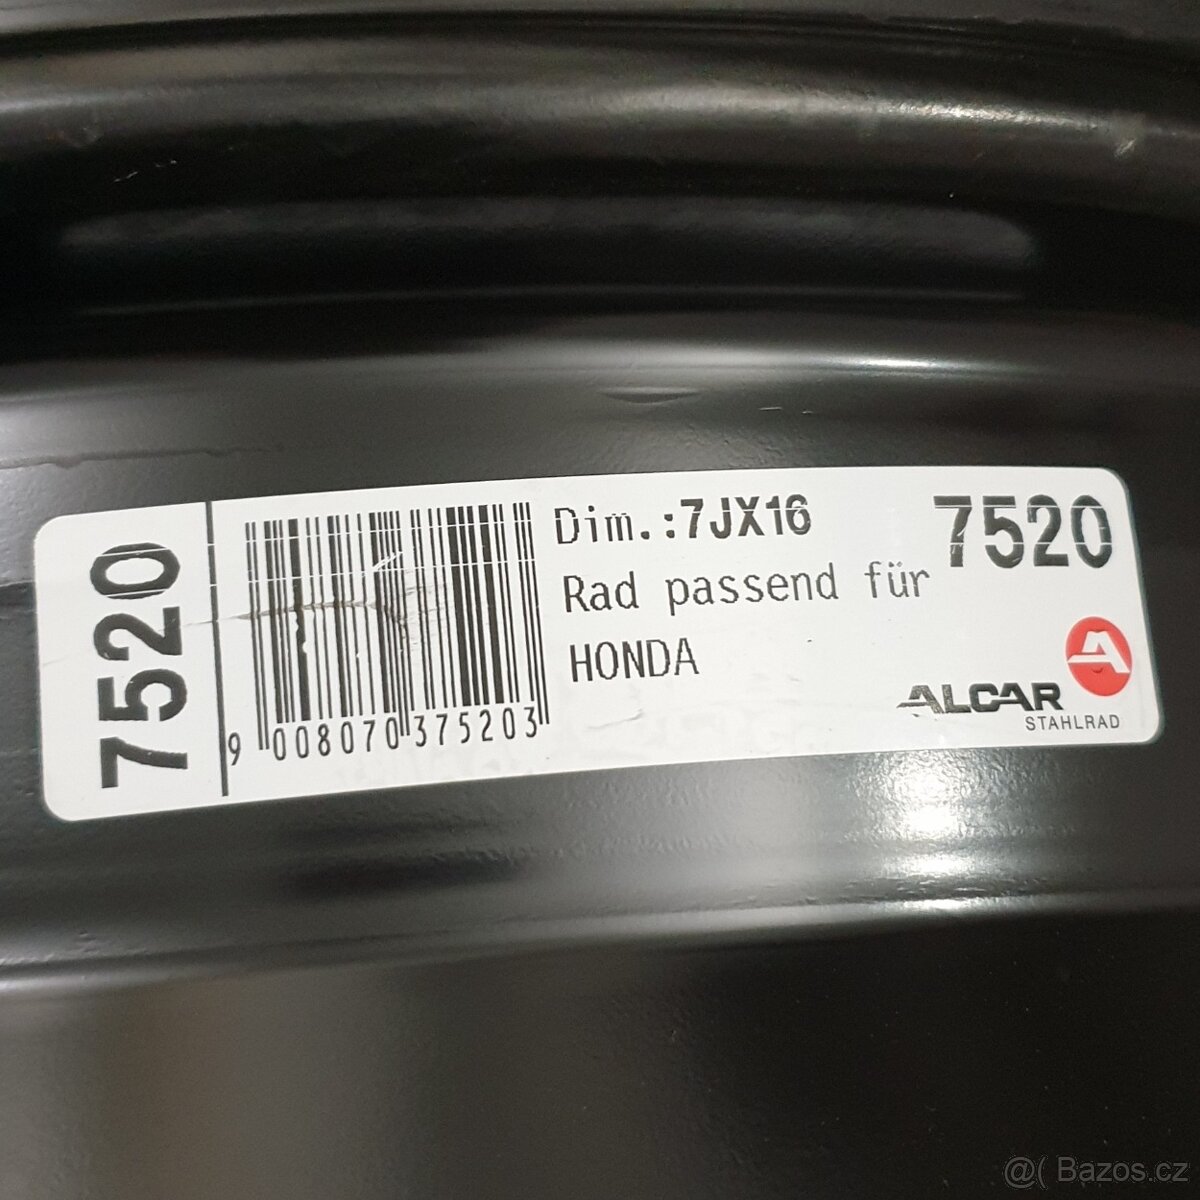 7520
9 008070 375203
Dim.:7JX16
Rad passend für
HONDA
7520
A
ALCAR
STAHLRAD
@( Bazos.cz